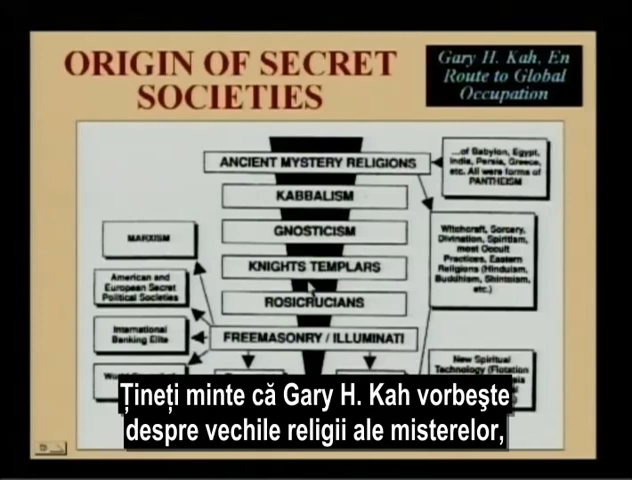 ORIGIN OF SECRET
SOCIETIES
Gary H. Kah, En
Route to Global
Occupation
ANCIENT MYSTERY RELIGIONS
...of Babylon, Egypt,
India, Persia, Greece,
etc. All were forms of
PANTHEISM
KABBALISM
GNOSTICISM
KNIGHTS TEMPLARS
ROSICRUCIANS
FREEMASONRY / ILLUMINATI
Witchcraft, Sorcery,
Divination, Spiritism,
most Occult
Practices, Eastern
Religions (Hinduism,
Buddhism, Shintoism,
etc.)
MARXISM
American and
European Secret
Political Societies
International
Banking Elite
New Spiritual
Technology (Flotation
Țineți minte că Gary H. Kah vorbeşte
despre vechile religii ale misterelor,